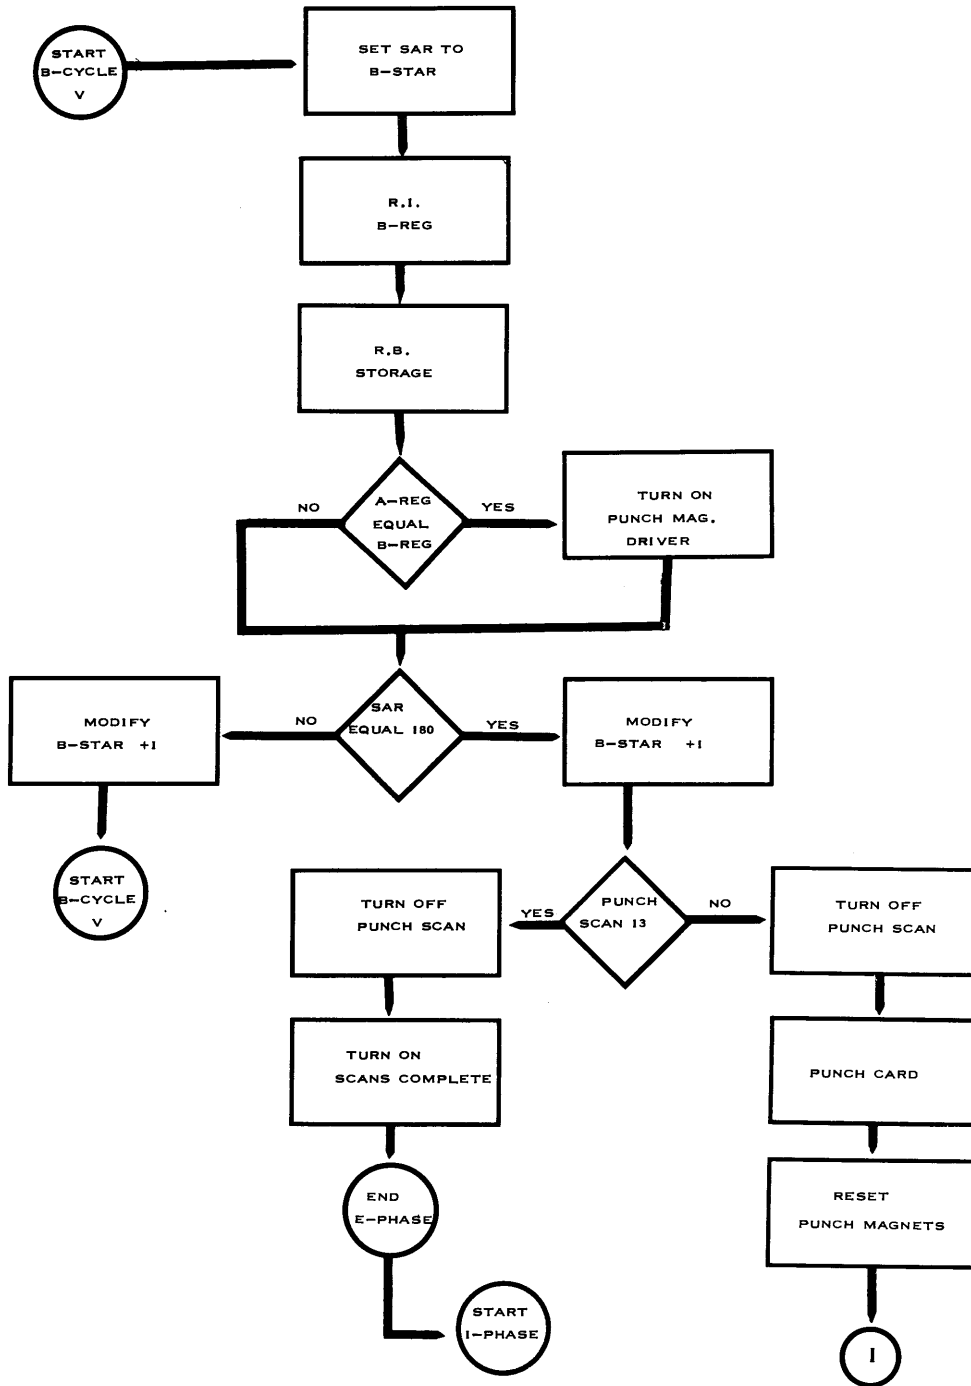 START
B-CYCLE
V
SET SAR TO
B-STAR
R.I.
B-REG
R.B.
STORAGE
NO
A-REG
EQUAL
B-REG
YES
TURN ON
PUNCH MAG.
DRIVER
MODIFY
B-STAR +1
NO
SAR
EQUAL 180
YES
MODIFY
B-STAR +1
START
B-CYCLE
V
TURN OFF
PUNCH SCAN
YES
PUNCH
SCAN 13
NO
TURN OFF
PUNCH SCAN
TURN ON
SCANS COMPLETE
PUNCH CARD
END
E-PHASE
RESET
PUNCH MAGNETS
START
I-PHASE
I